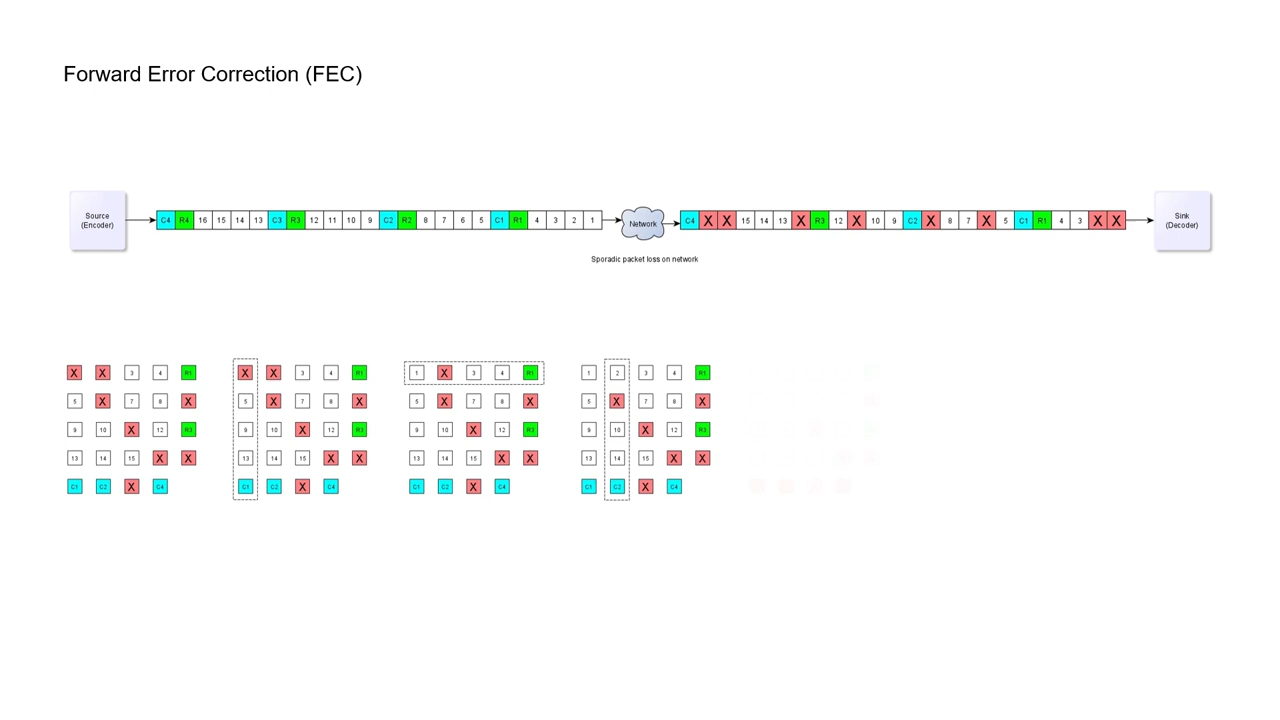 Forward Error Correction (FEC)
Source
(Encoder)
C4 R4 16 15 14 13 C3 R3 12 11 10 9 C2 R2 8 7 6 5 C1 R1 4 3 2 1
Network
C4 X X 15 14 13 X R3 12 X 10 9 C2 X 8 7 X 5 C1 R1 4 3 X X
Sink
(Decoder)
Sporadic packet loss on network
X X 3 4 R1
5 X 7 8 X
9 10 X 12 R3
13 14 15 X X
C1 C2 X C4
X X 3 4 R1
5 X 7 8 X
9 10 X 12 R3
13 14 15 X X
C1 C2 X C4
1 X 3 4 R1
5 X 7 8 X
9 10 X 12 R3
13 14 15 X X
C1 C2 X C4
1 2 3 4 R1
5 X 7 8 X
9 10 X 12 R3
13 14 15 X X
C1 C2 X C4